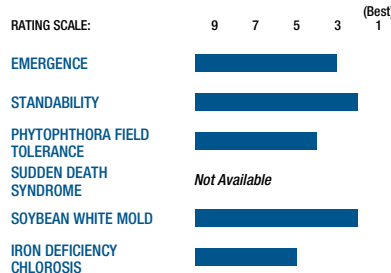 (Best)
RATING SCALE: 9 7 5 3 1
EMERGENCE
STANDABILITY
PHYTOPHTHORA FIELD
TOLERANCE
SUDDEN DEATH
SYNDROME
Not Available
SOYBEAN WHITE MOLD
IRON DEFICIENCY
CHLOROSIS